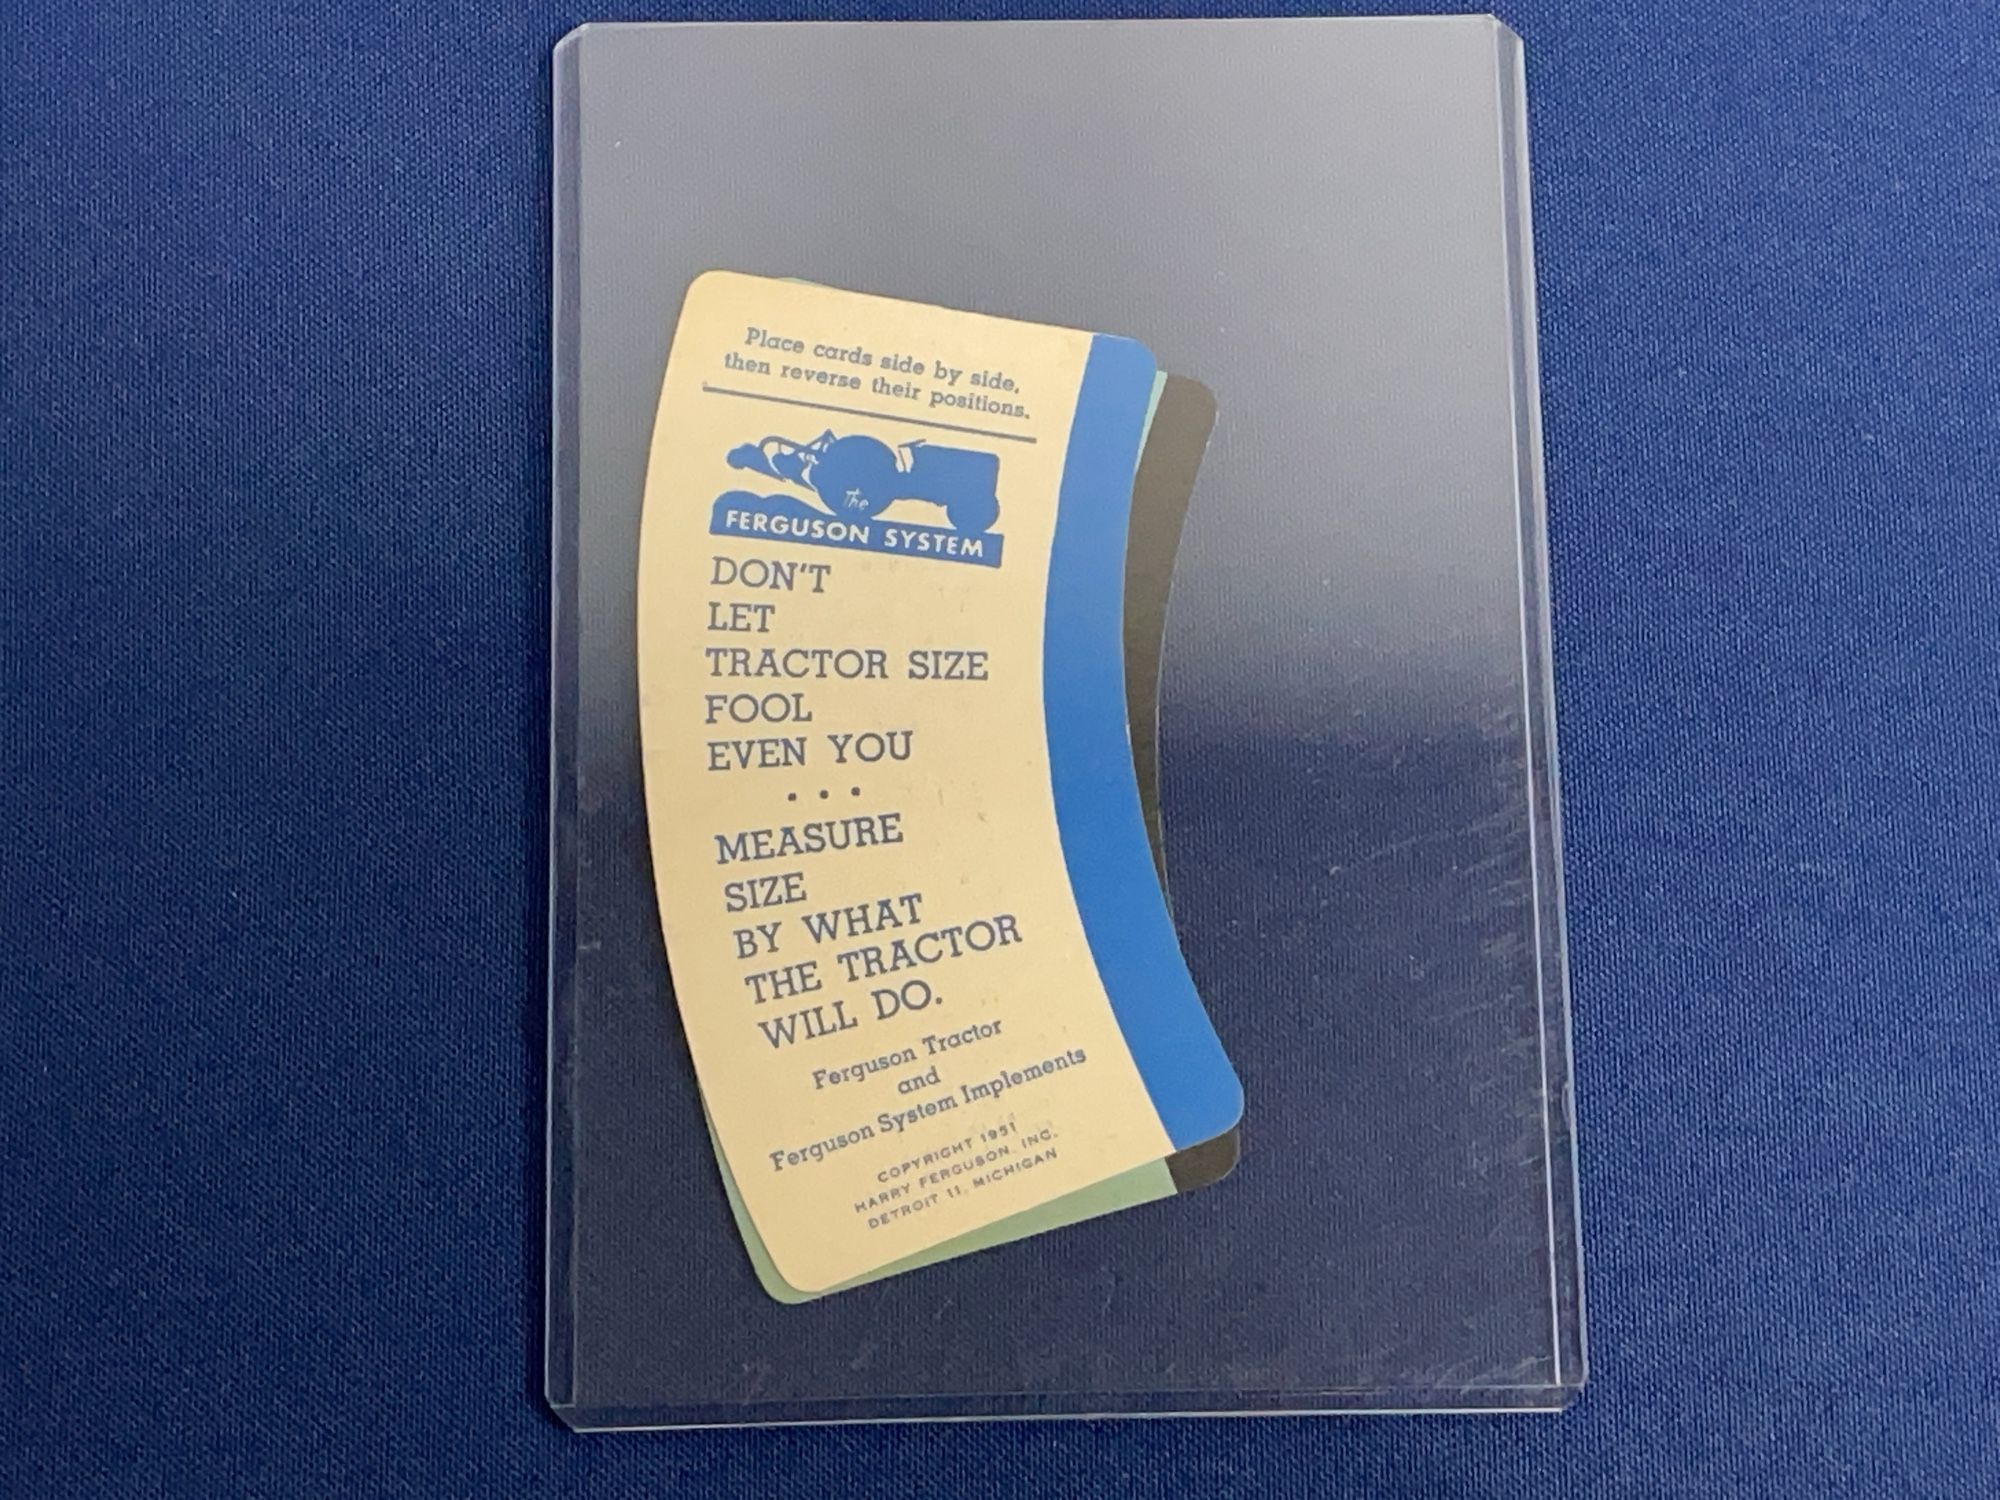 Place cards side by side,
then reverse their positions.
The
FERGUSON SYSTEM
DON'T
LET
TRACTOR SIZE
FOOL
EVEN YOU
• • •
MEASURE
SIZE
BY WHAT
THE TRACTOR
WILL DO.
Ferguson Tractor
and
Ferguson System Implements
COPYRIGHT 1951
HARRY FERGUSON, INC.
DETROIT 11, MICHIGAN